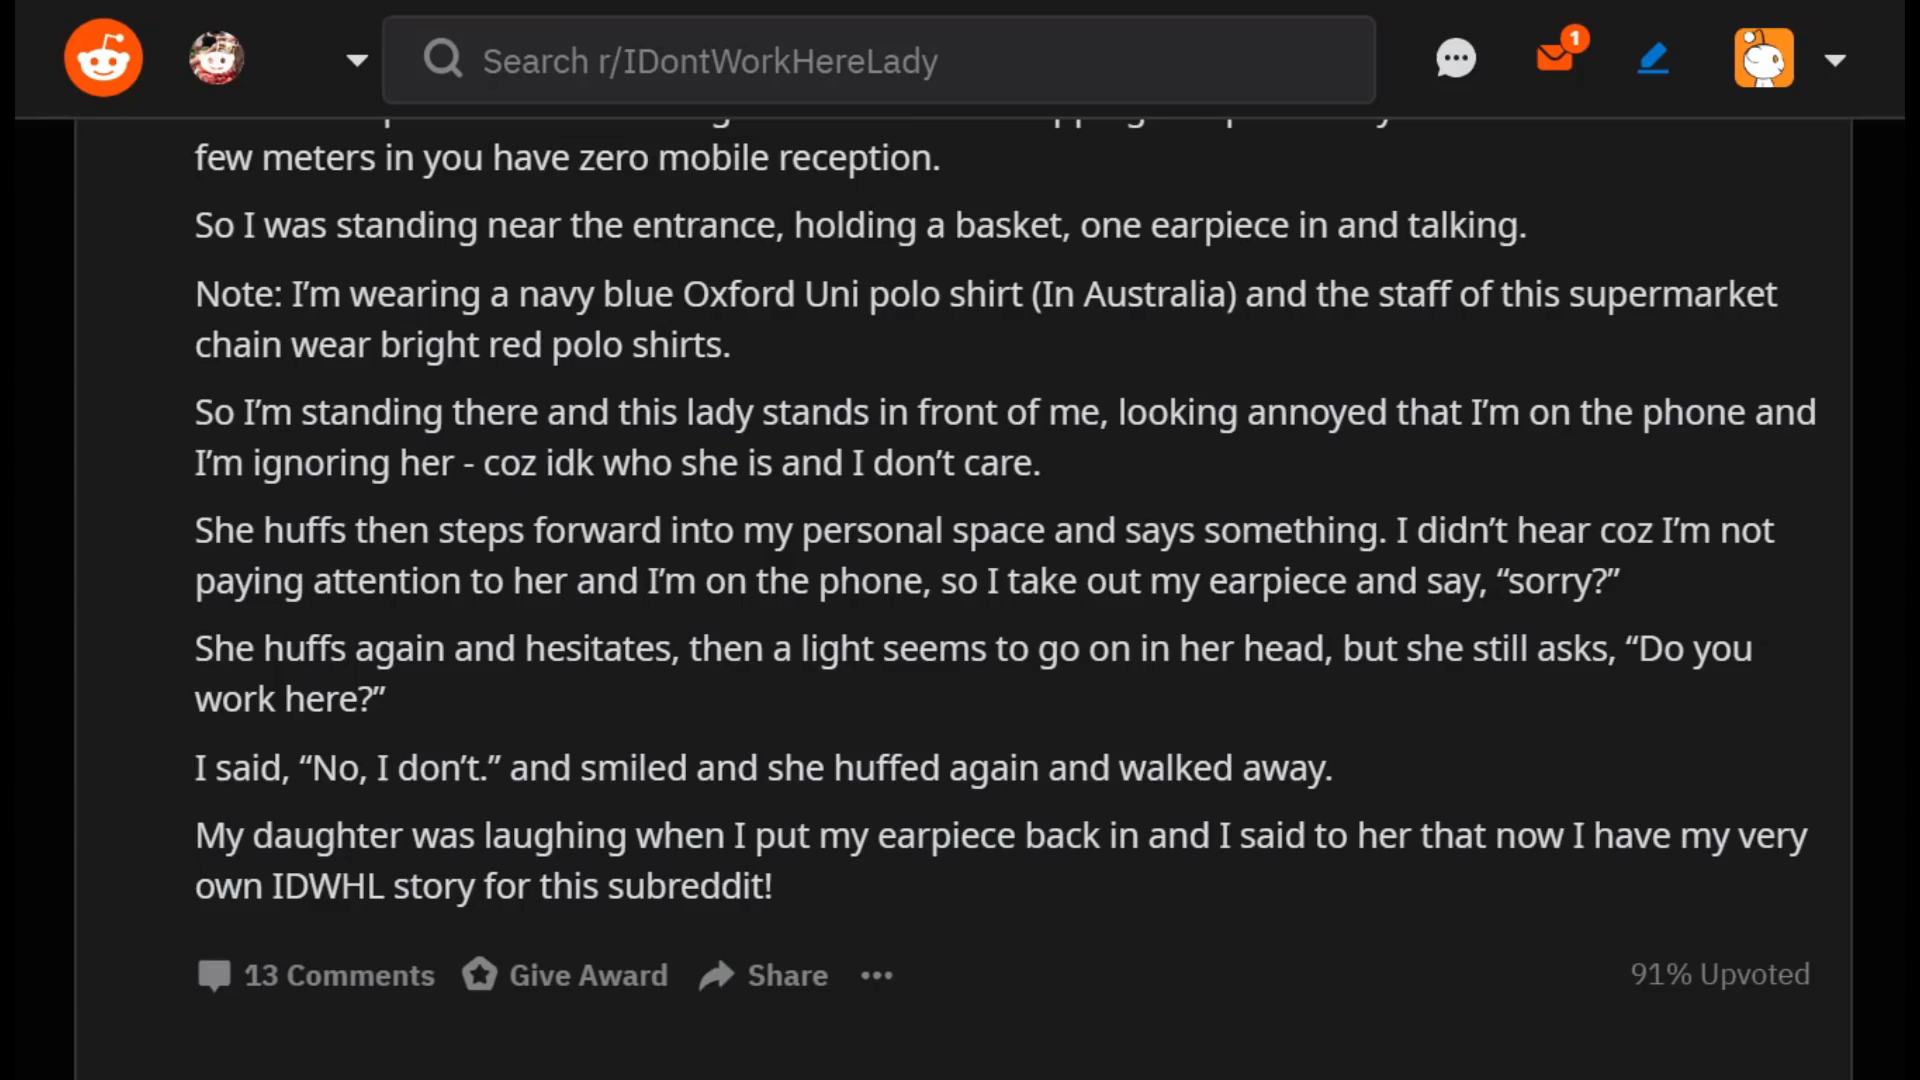 Search r/IDontWorkHereLady
1
few meters in you have zero mobile reception.
So I was standing near the entrance, holding a basket, one earpiece in and talking.
Note: I’m wearing a navy blue Oxford Uni polo shirt (In Australia) and the staff of this supermarket
chain wear bright red polo shirts.
So I’m standing there and this lady stands in front of me, looking annoyed that I’m on the phone and
I’m ignoring her - coz idk who she is and I don’t care.
She huffs then steps forward into my personal space and says something. I didn’t hear coz I’m not
paying attention to her and I’m on the phone, so I take out my earpiece and say, “sorry?”
She huffs again and hesitates, then a light seems to go on in her head, but she still asks, “Do you
work here?”
I said, “No, I don’t.” and smiled and she huffed again and walked away.
My daughter was laughing when I put my earpiece back in and I said to her that now I have my very
own IDWHL story for this subreddit!
13 Comments Give Award Share ••• 91% Upvoted